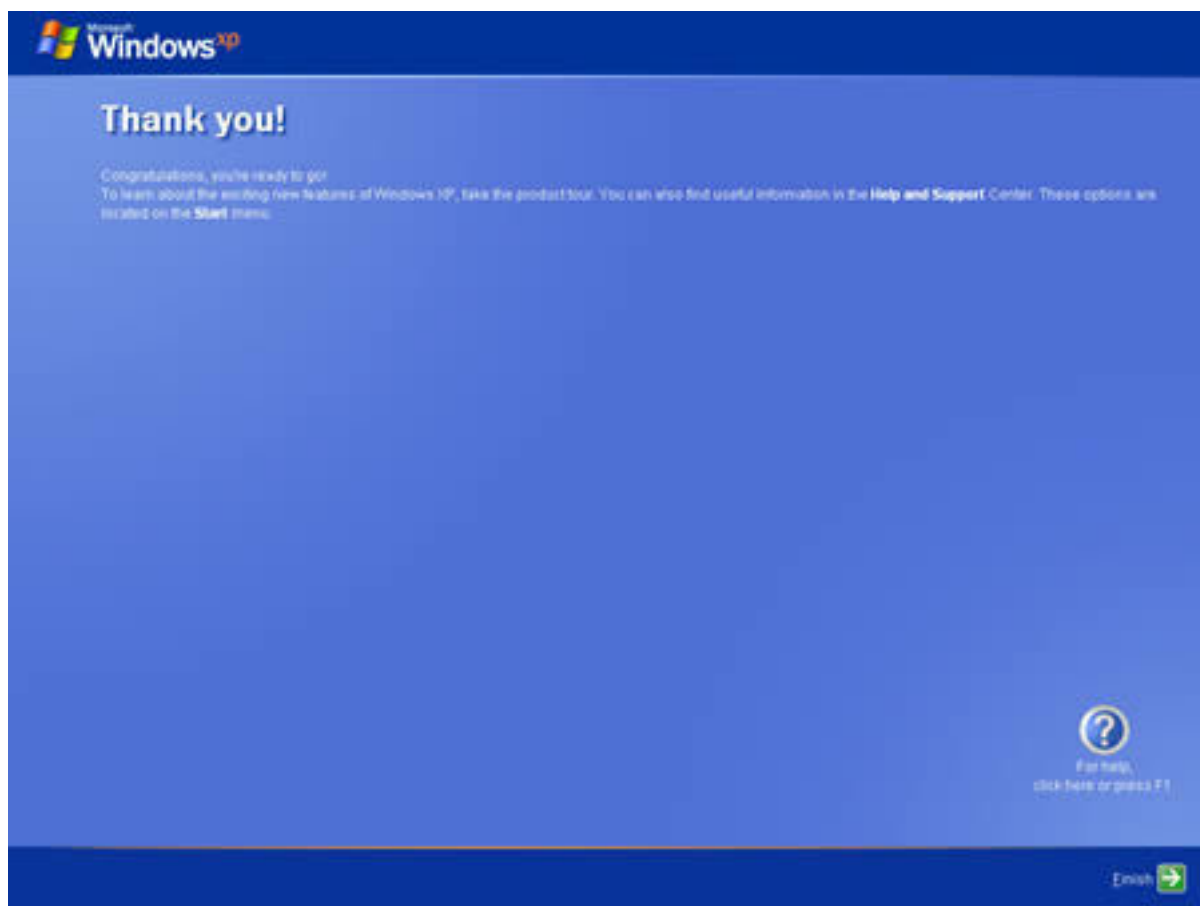 Microsoft
Windows xp
Thank you!
Congratulations, you're ready to go!
To learn about the exciting new features of Windows XP, take the product tour. You can also find useful information in the Help and Support Center. These options are
located on the Start menu.
For help,
click here or press F1
Finish